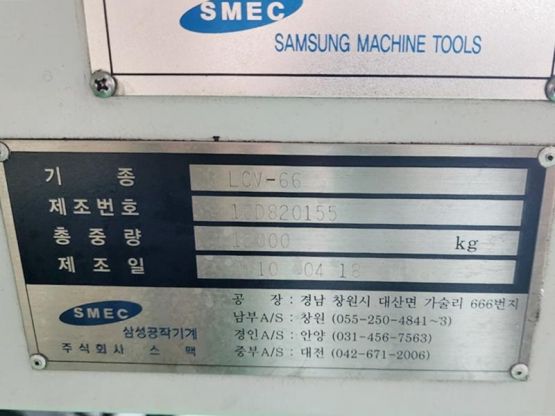 SMEC
SAMSUNG MACHINE TOOLS
기 종 LCV-66
제조번호
총 중 량 kg
제 조 일 10 04 18
SMEC
삼성공작기계
주식회사 스 맥
공 장 : 경남 창원시 대산면 가술리 666번지
남부A/S : 창원 (055-250-4841~3)
경인A/S : 안양 (031-456-7563)
중부A/S : 대전 (042-671-2006)